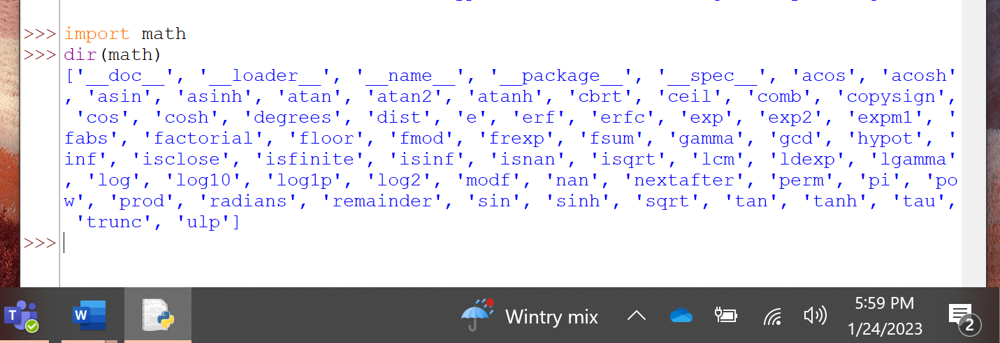 >>> import math
>>> dir(math)
['__doc__', '__loader__', '__name__', '__package__', '__spec__', 'acos', 'acosh'
, 'asin', 'asinh', 'atan', 'atan2', 'atanh', 'cbrt', 'ceil', 'comb', 'copysign',
'cos', 'cosh', 'degrees', 'dist', 'e', 'erf', 'erfc', 'exp', 'exp2', 'expm1', '
fabs', 'factorial', 'floor', 'fmod', 'frexp', 'fsum', 'gamma', 'gcd', 'hypot', '
inf', 'isclose', 'isfinite', 'isinf', 'isnan', 'isqrt', 'lcm', 'ldexp', 'lgamma'
, 'log', 'log10', 'log1p', 'log2', 'modf', 'nan', 'nextafter', 'perm', 'pi', 'po
w', 'prod', 'radians', 'remainder', 'sin', 'sinh', 'sqrt', 'tan', 'tanh', 'tau',
'trunc', 'ulp']
>>>
T
W
Wintry mix
5:59 PM
1/24/2023
2